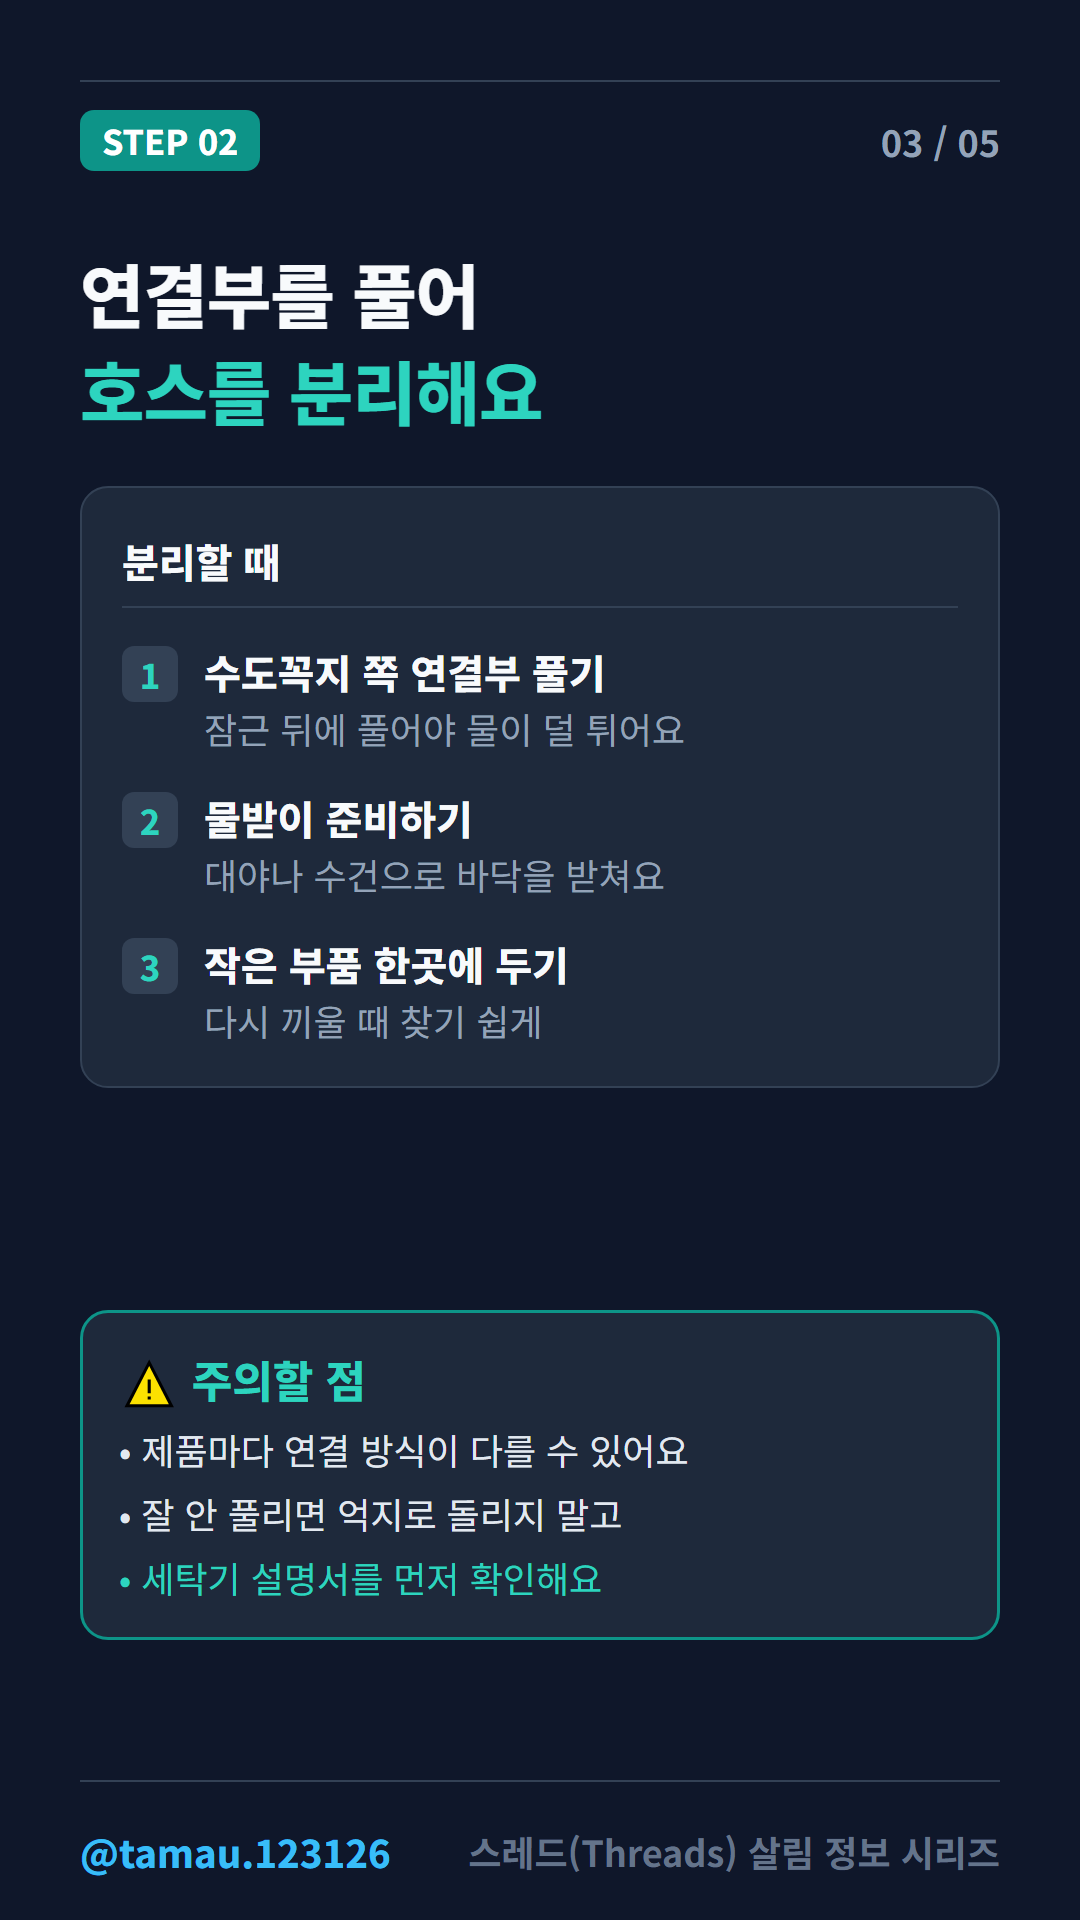 STEP 02
03 / 05
연결부를 풀어
호스를 분리해요
분리할 때
1 수도꼭지 쪽 연결부 풀기
잠근 뒤에 풀어야 물이 덜 튀어요
2 물받이 준비하기
대야나 수건으로 바닥을 받쳐요
3 작은 부품 한곳에 두기
다시 끼울 때 찾기 쉽게
⚠ 주의할 점
• 제품마다 연결 방식이 다를 수 있어요
• 잘 안 풀리면 억지로 돌리지 말고
• 세탁기 설명서를 먼저 확인해요
@tamau.123126
스레드(Threads) 살림 정보 시리즈